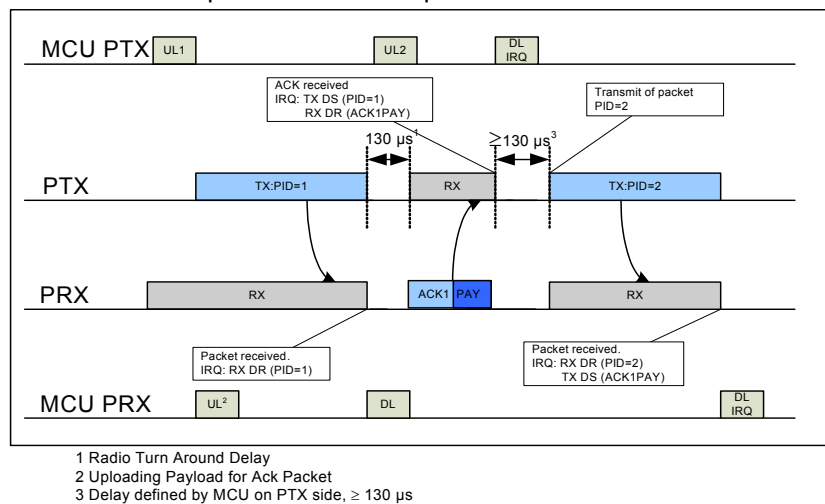 MCU PTX
UL1
UL2
DL
IRQ
ACK received
IRQ: TX DS (PID=1)
RX DR (ACK1PAY)
Transmit of packet
PID=2
130 µs1
≥130 µs3
PTX
TX:PID=1
RX
TX:PID=2
PRX
RX
ACK1 PAY
RX
Packet received.
IRQ: RX DR (PID=1)
Packet received.
IRQ: RX DR (PID=2)
TX DS (ACK1PAY)
MCU PRX
UL2
DL
DL
IRQ
1 Radio Turn Around Delay
2 Uploading Payload for Ack Packet
3 Delay defined by MCU on PTX side, ≥ 130 µs